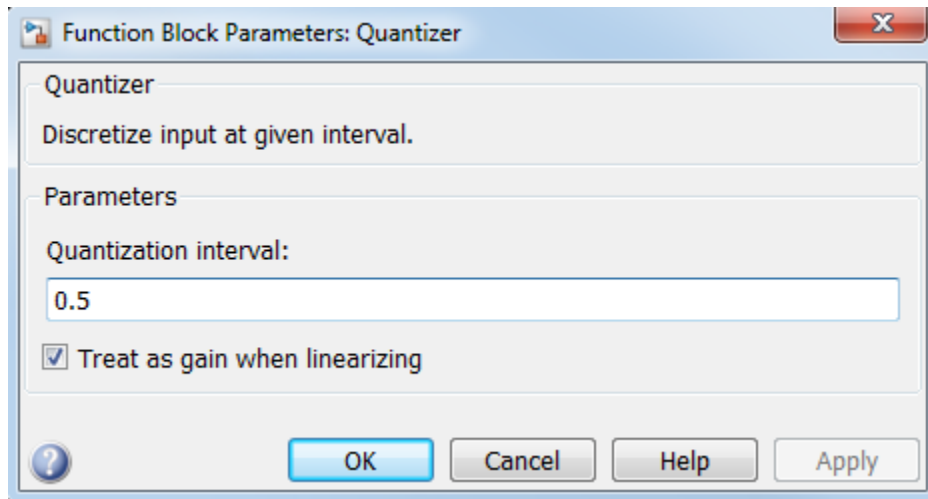 Function Block Parameters: Quantizer
Quantizer
Discretize input at given interval.
Parameters
Quantization interval:
0.5
Treat as gain when linearizing
OK Cancel Help Apply